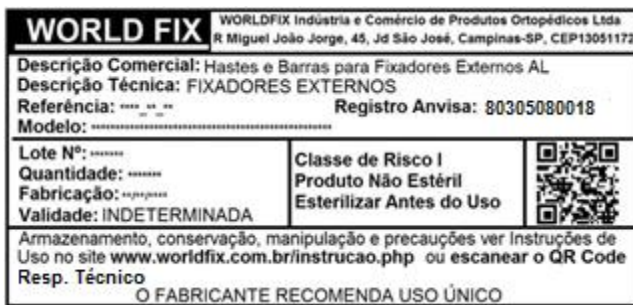 WORLD FIX
WORLDFIX Indústria e Comércio de Produtos Ortopédicos Ltda
R Miguel João Jorge, 45, Jd São José, Campinas-SP, CEP13051172
Descrição Comercial: Hastes e Barras para Fixadores Externos AL
Descrição Técnica: FIXADORES EXTERNOS
Referência: ****_**_** Registro Anvisa: 80305080018
Modelo: ****************************************
Lote Nº: *******
Quantidade: *******
Fabricação: **/**/****
Validade: INDETERMINADA
Classe de Risco I
Produto Não Estéril
Esterilizar Antes do Uso
Armazenamento, conservação, manipulação e precauções ver Instruções de
Uso no site www.worldfix.com.br/instrucao.php ou escanear o QR Code
Resp. Técnico
O FABRICANTE RECOMENDA USO ÚNICO